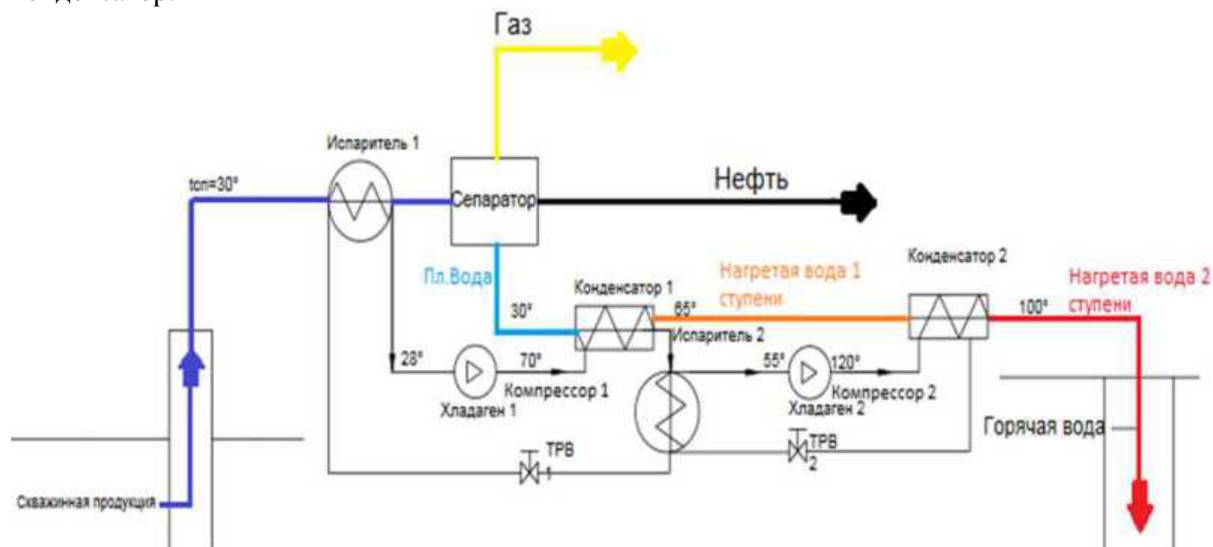 Газ
Испаритель 1
tсп=30°
Сепаратор
Нефть
Пл.Вода
Конденсатор 1
Нагретая вода 1
ступени
Конденсатор 2
Нагретая вода 2
ступени
30°
65°
100°
Испаритель 2
28°
70°
55°
120°
Компрессор 1
Компрессор 2
Хладаген 1
Хладаген 2
Горячая вода
ТРВ
1
ТРВ
2
Скважинная продукция